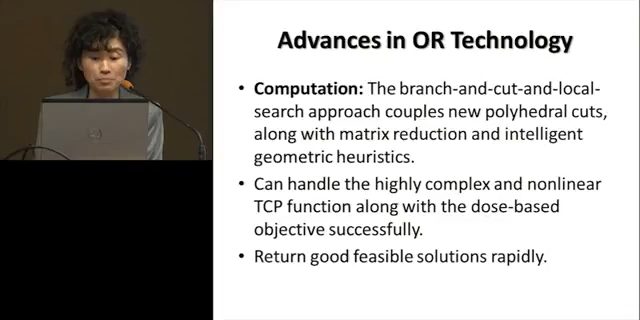 Advances in OR Technology
• Computation: The branch-and-cut-and-local-
search approach couples new polyhedral cuts,
along with matrix reduction and intelligent
geometric heuristics.
• Can handle the highly complex and nonlinear
TCP function along with the dose-based
objective successfully.
• Return good feasible solutions rapidly.